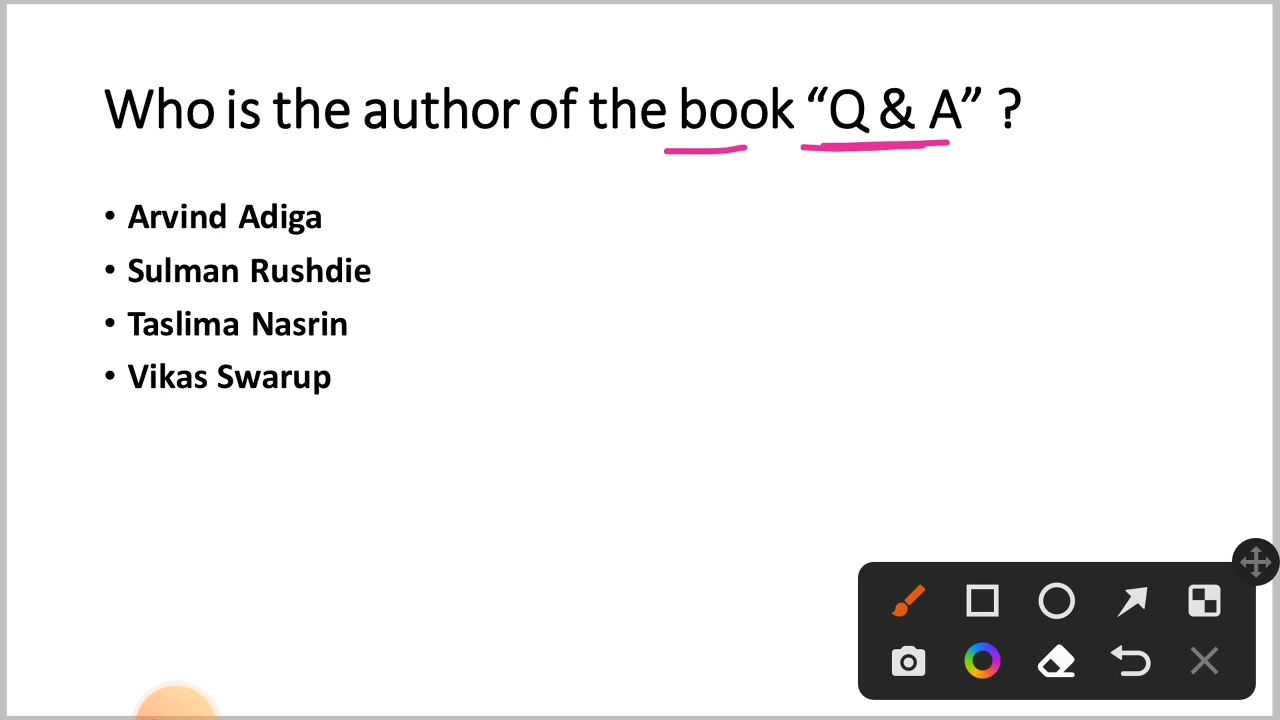 Who is the author of the book “Q & A” ?
• Arvind Adiga
• Sulman Rushdie
• Taslima Nasrin
• Vikas Swarup